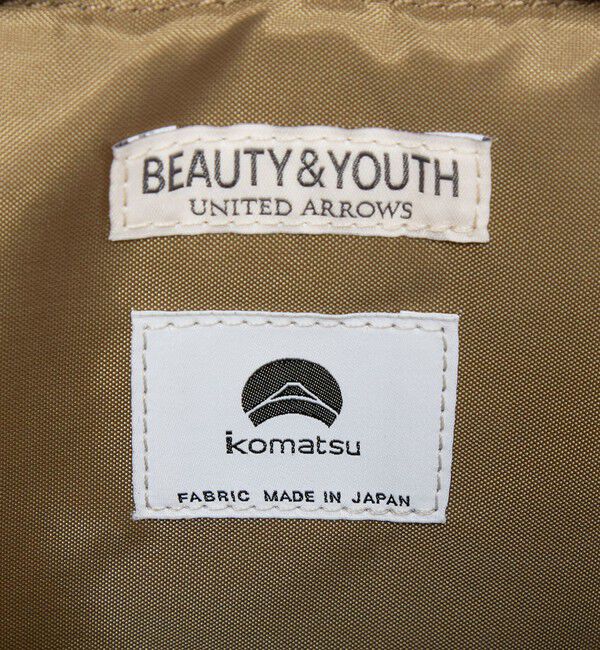 BEAUTY&YOUTH
UNITED ARROWS
komatsu
FABRIC MADE IN JAPAN